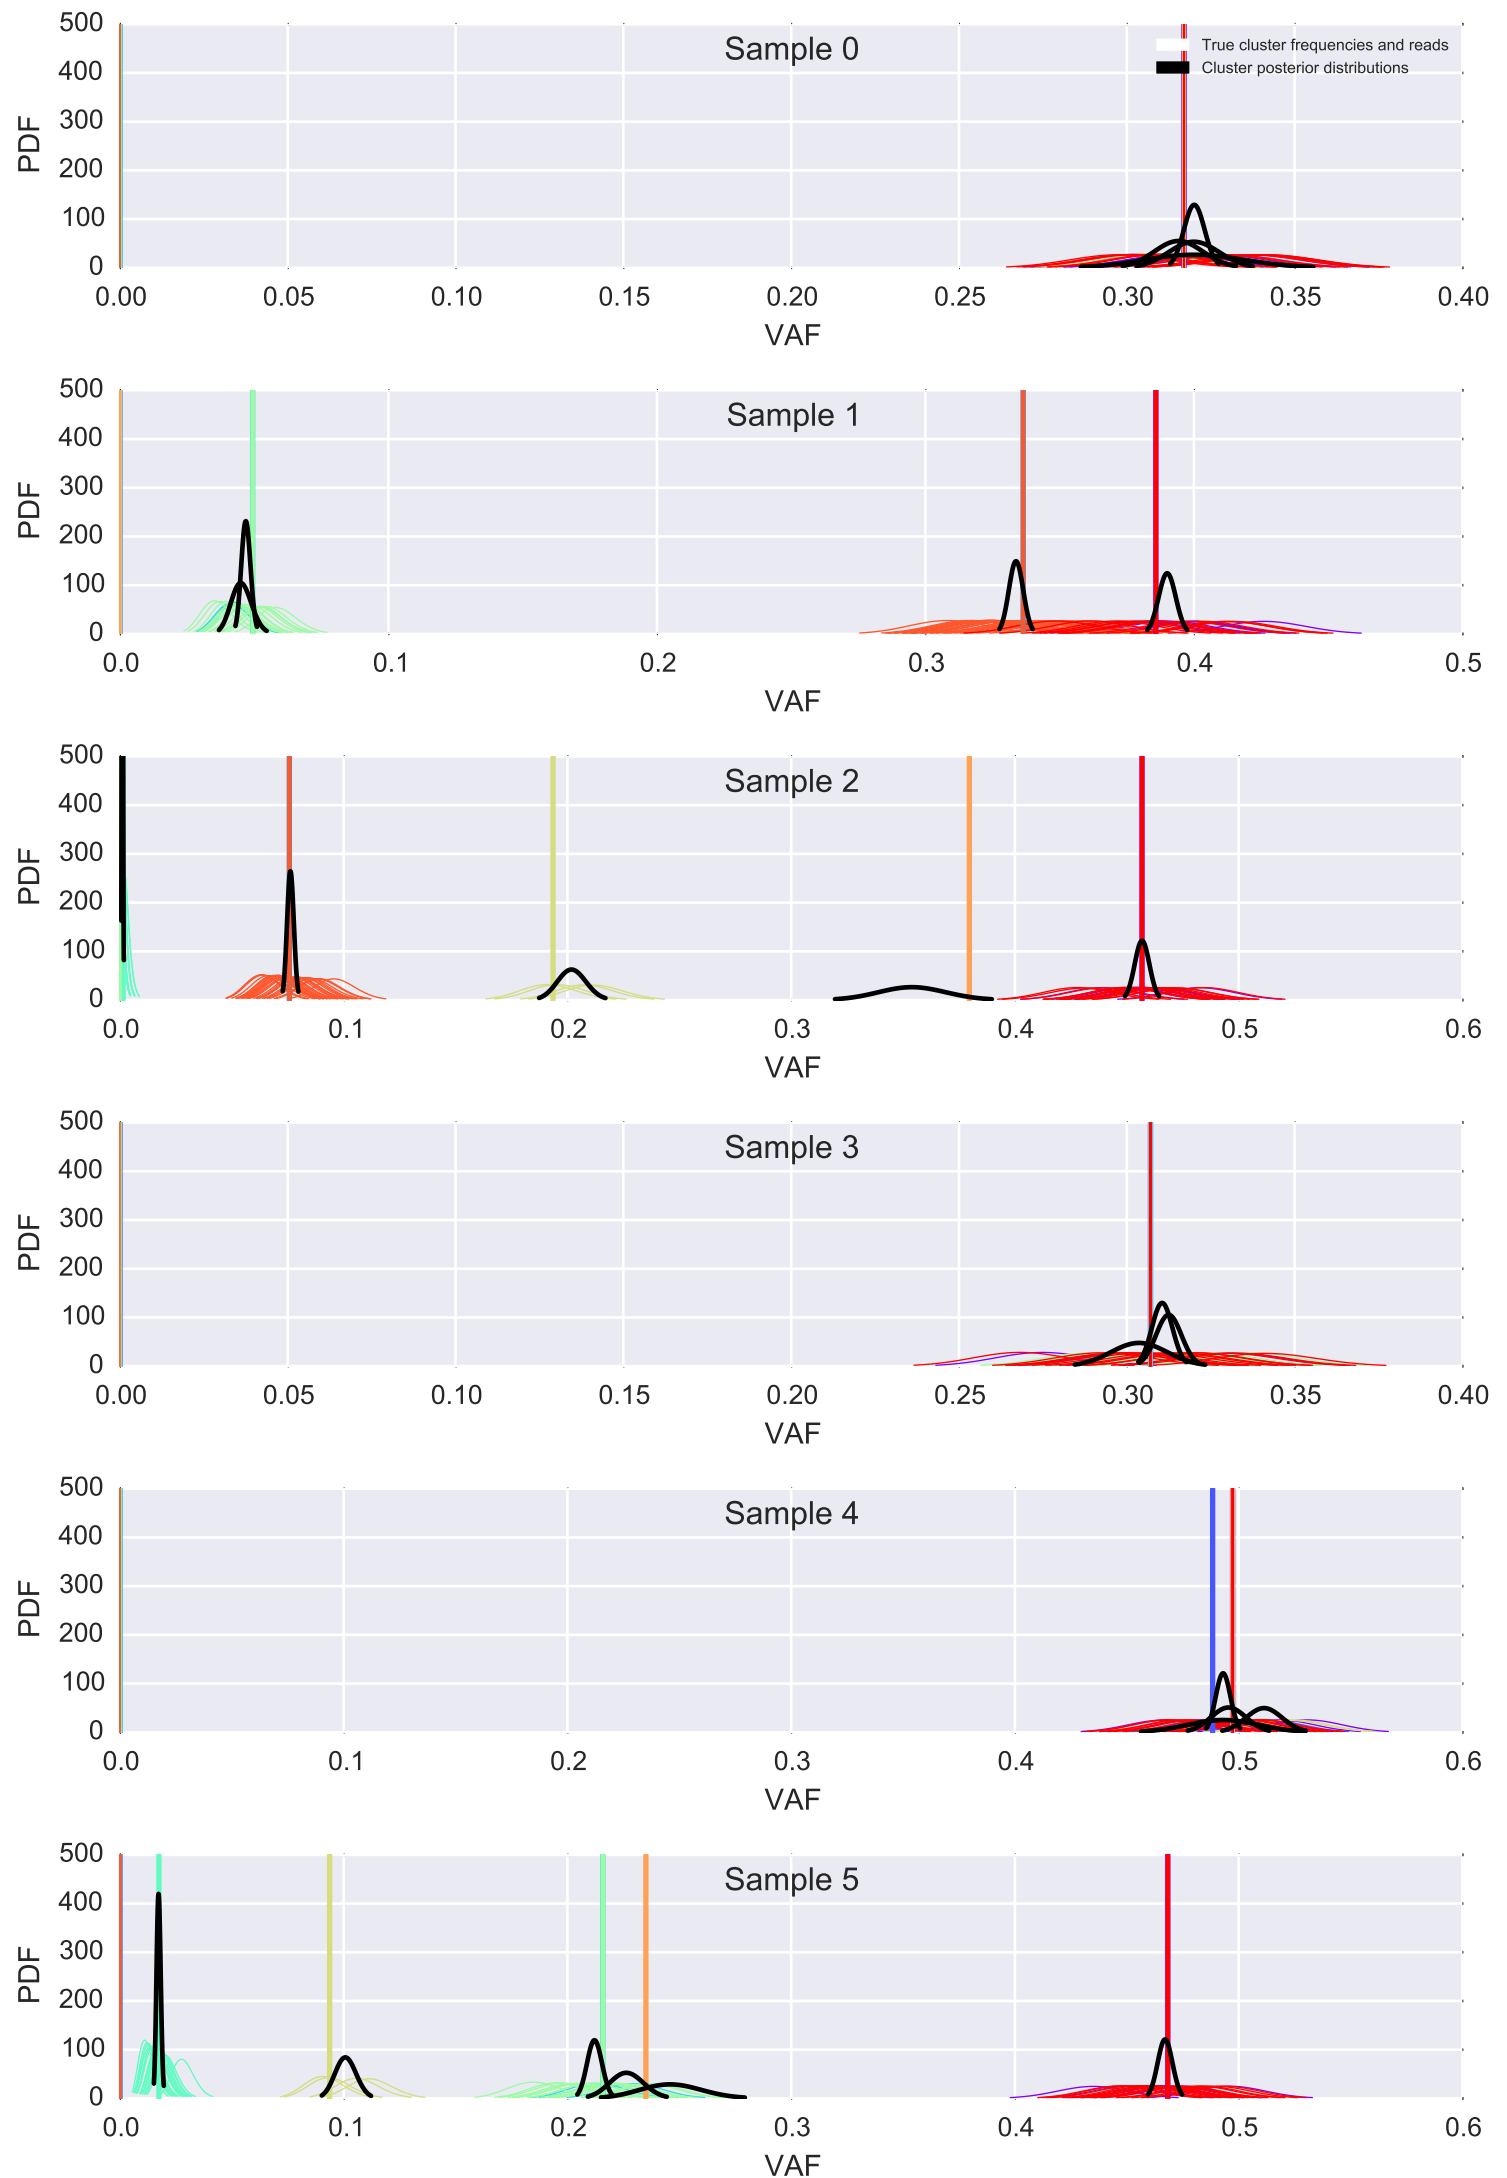 500
Sample 0
True cluster frequencies and reads
400
Cluster posterior distributions
300
PDF
200
100
0
0.00 0.05 0.10 0.15 0.20 0.25 0.30 0.35 0.40
VAF
500
Sample 1
400
300
PDF
200
100
0
0.0 0.1 0.2 0.3 0.4 0.5
VAF
500
Sample 2
400
300
PDF
200
100
0
0.0 0.1 0.2 0.3 0.4 0.5 0.6
VAF
500
Sample 3
400
300
PDF
200
100
0
0.00 0.05 0.10 0.15 0.20 0.25 0.30 0.35 0.40
VAF
500
Sample 4
400
300
PDF
200
100
0
0.0 0.1 0.2 0.3 0.4 0.5 0.6
VAF
500
Sample 5
400
300
PDF
200
100
0
0.0 0.1 0.2 0.3 0.4 0.5 0.6
VAF